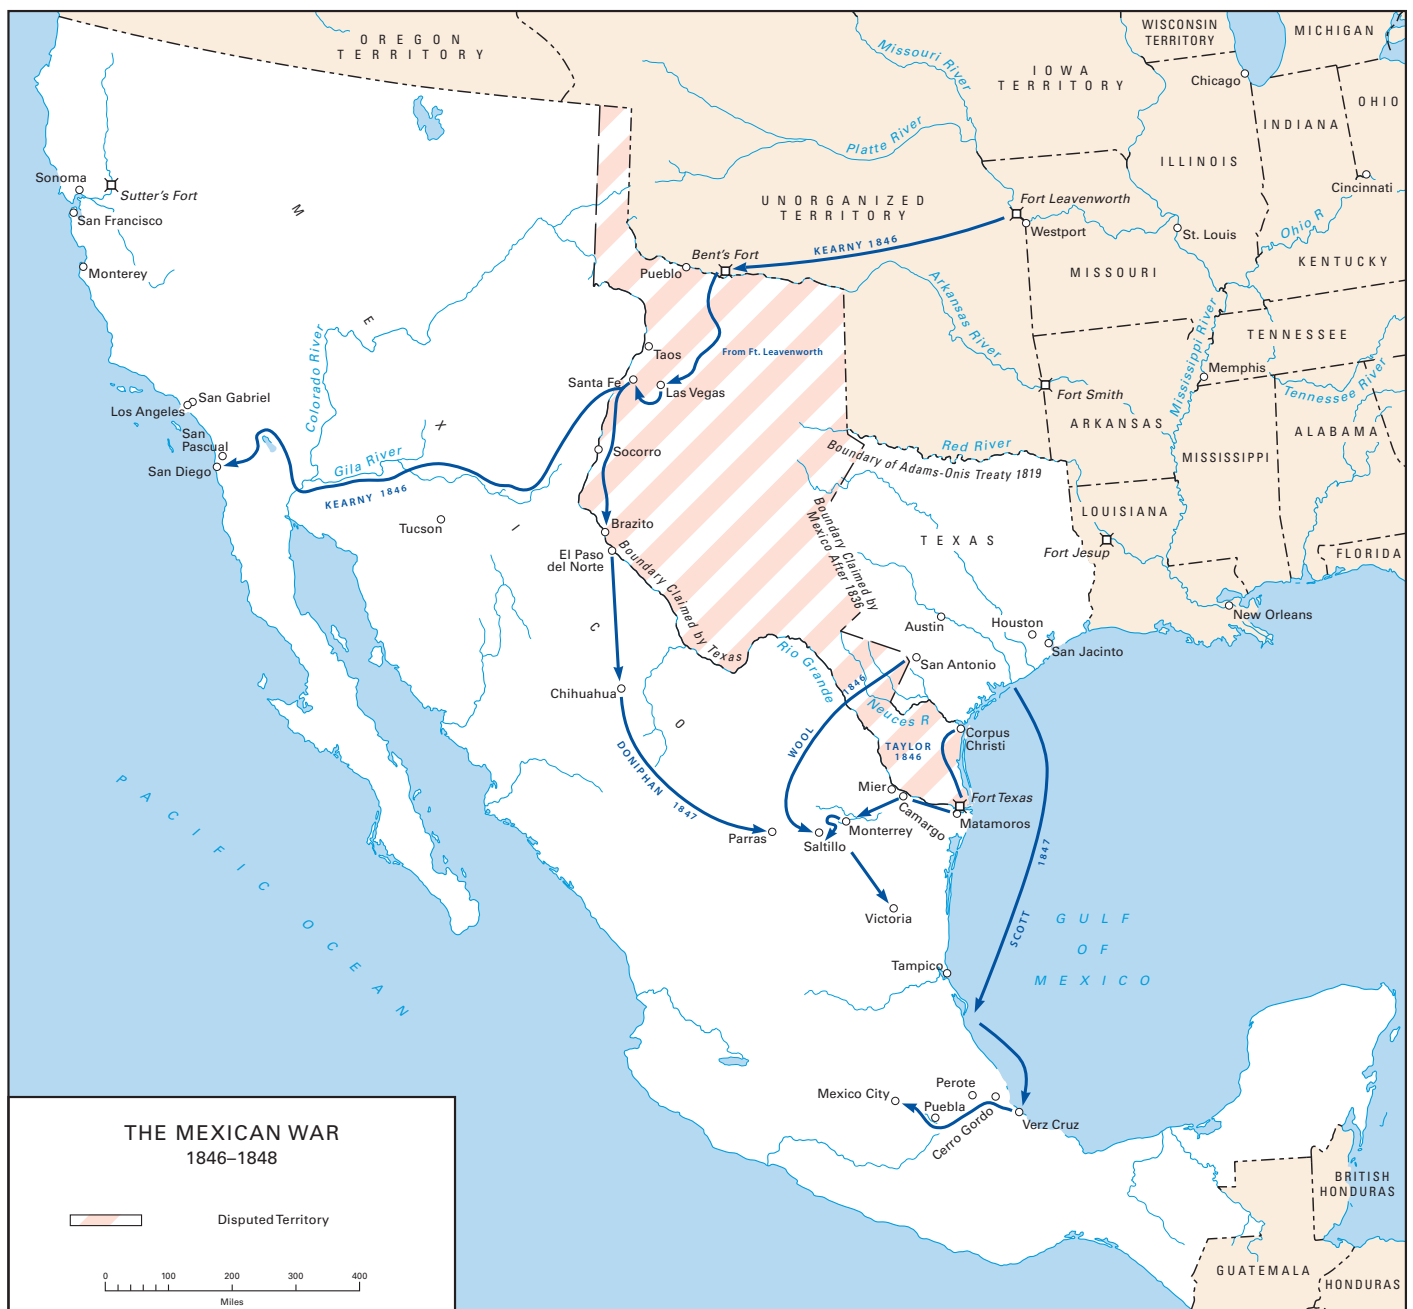 OREGON
TERRITORY
Missouri River
IOWA
TERRITORY
WISCONSIN
TERRITORY
MICHIGAN
Chicago
OHIO
INDIANA
ILLINOIS
Platte River
Cincinnati
Sonoma
Sutter's Fort
San Francisco
Monterey
UNORGANIZED
TERRITORY
Fort Leavenworth
Westport
St. Louis
Ohio R
KEARNY 1846
Bent's Fort
Pueblo
MISSOURI
KENTUCKY
Arkansas River
Mississippi River
TENNESSEE
Colorado River
Taos
From Ft. Leavenworth
Santa Fe
Las Vegas
Memphis
Tennessee River
Fort Smith
ARKANSAS
ALABAMA
San Gabriel
Los Angeles
San
Pascual
San Diego
Gila River
KEARNY 1846
Socorro
Red River
Boundary of Adams-Onis Treaty 1819
MISSISSIPPI
Tucson
Brazito
El Paso
del Norte
Boundary Claimed by Texas
Boundary Claimed by
Mexico After 1836
TEXAS
LOUISIANA
Fort Jesup
FLORIDA
New Orleans
Austin
Houston
San Jacinto
San Antonio
Rio Grande
1846
WOOL
Neuces R
Chihuahua
MEXICO
DONIPHAN 1847
TAYLOR
1846
Corpus
Christi
Mier
Camargo
Fort Texas
Matamoros
Monterrey
Parras
Saltillo
1847
SCOTT
Victoria
PACIFIC OCEAN
GULF
OF
MEXICO
Tampico
Mexico City
Perote
Puebla
Cerro Gordo
Verz Cruz
BRITISH
HONDURAS
GUATEMALA
HONDURAS
THE MEXICAN WAR
1846–1848
Disputed Territory
0 100 200 300 400
Miles